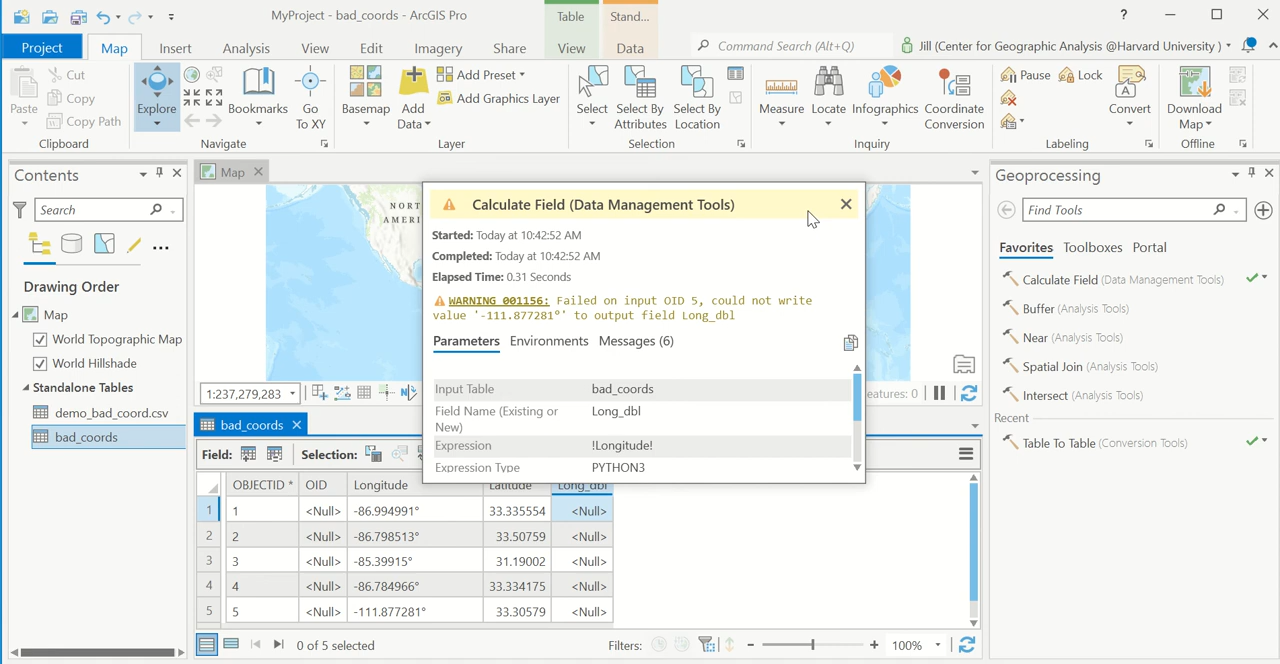 MyProject - bad_coords - ArcGIS Pro
Table
Stand...
?
Project
Map
Insert
Analysis
View
Edit
Imagery
Share
View
Data
Command Search (Alt+Q)
Jill (Center for Geographic Analysis @Harvard University )
Paste
Cut
Copy
Copy Path
Clipboard
Explore
Bookmarks
Go
To XY
Navigate
Basemap
Add
Data
Add Preset
Add Graphics Layer
Layer
Select
Select By
Attributes
Select By
Location
Selection
Measure
Locate
Infographics
Coordinate
Conversion
Inquiry
Pause
Lock
Convert
Labeling
Download
Map
Offline
Contents
Search
Drawing Order
Map
World Topographic Map
World Hillshade
Standalone Tables
demo_bad_coord.csv
bad_coords
Map
NORT
AMERI
Calculate Field (Data Management Tools)
Started: Today at 10:42:52 AM
Completed: Today at 10:42:52 AM
Elapsed Time: 0.31 Seconds
WARNING 001156: Failed on input OID 5, could not write
value '-111.877281°' to output field Long_dbl
Parameters Environments Messages (6)
Input Table bad_coords
Field Name (Existing or Long_dbl
New)
Expression !Longitude!
Expression Type PYTHON3
1:237,279,283
eatures: 0
bad_coords
Field:
Selection:
OBJECTID * OID Longitude Latitude Long_dbl
1 1 <Null> -86.994991° 33.335554 <Null>
2 2 <Null> -86.798513° 33.50759 <Null>
3 3 <Null> -85.39915° 31.19002 <Null>
4 4 <Null> -86.784966° 33.334175 <Null>
5 5 <Null> -111.877281° 33.30579 <Null>
0 of 5 selected
Filters:
- + 100%
Geoprocessing
Find Tools
Favorites Toolboxes Portal
Calculate Field (Data Management Tools)
Buffer (Analysis Tools)
Near (Analysis Tools)
Spatial Join (Analysis Tools)
Intersect (Analysis Tools)
Recent
Table To Table (Conversion Tools)